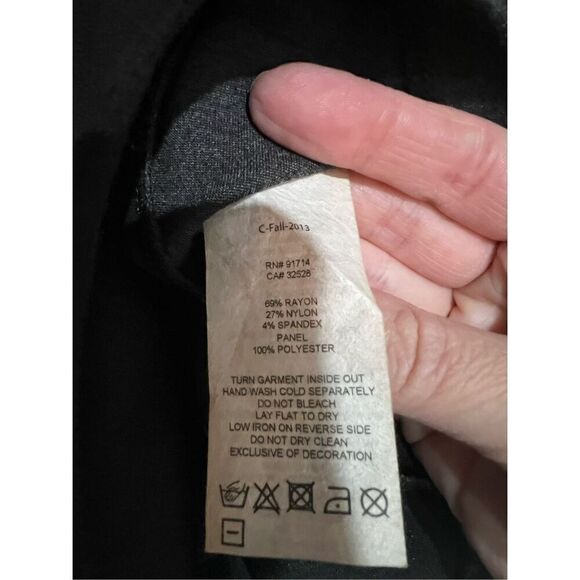 C-Fall-2013
RN# 91714
CA# 32528
69% RAYON
27% NYLON
4% SPANDEX
PANEL
100% POLYESTER
TURN GARMENT INSIDE OUT
HAND WASH COLD SEPARATELY
DO NOT BLEACH
LAY FLAT TO DRY
LOW IRON ON REVERSE SIDE
DO NOT DRY CLEAN
EXCLUSIVE OF DECORATION